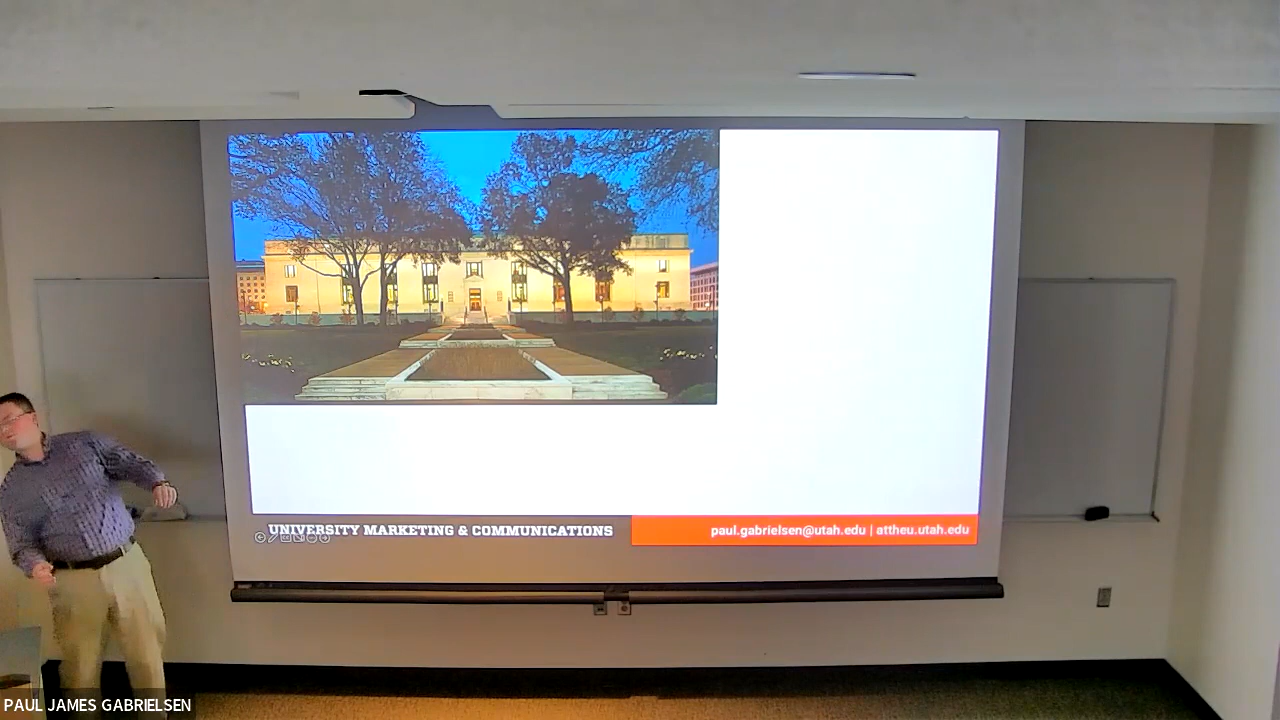 UNIVERSITY MARKETING & COMMUNICATIONS
paul.gabrielsen@utah.edu | attheu.utah.edu
PAUL JAMES GABRIELSEN